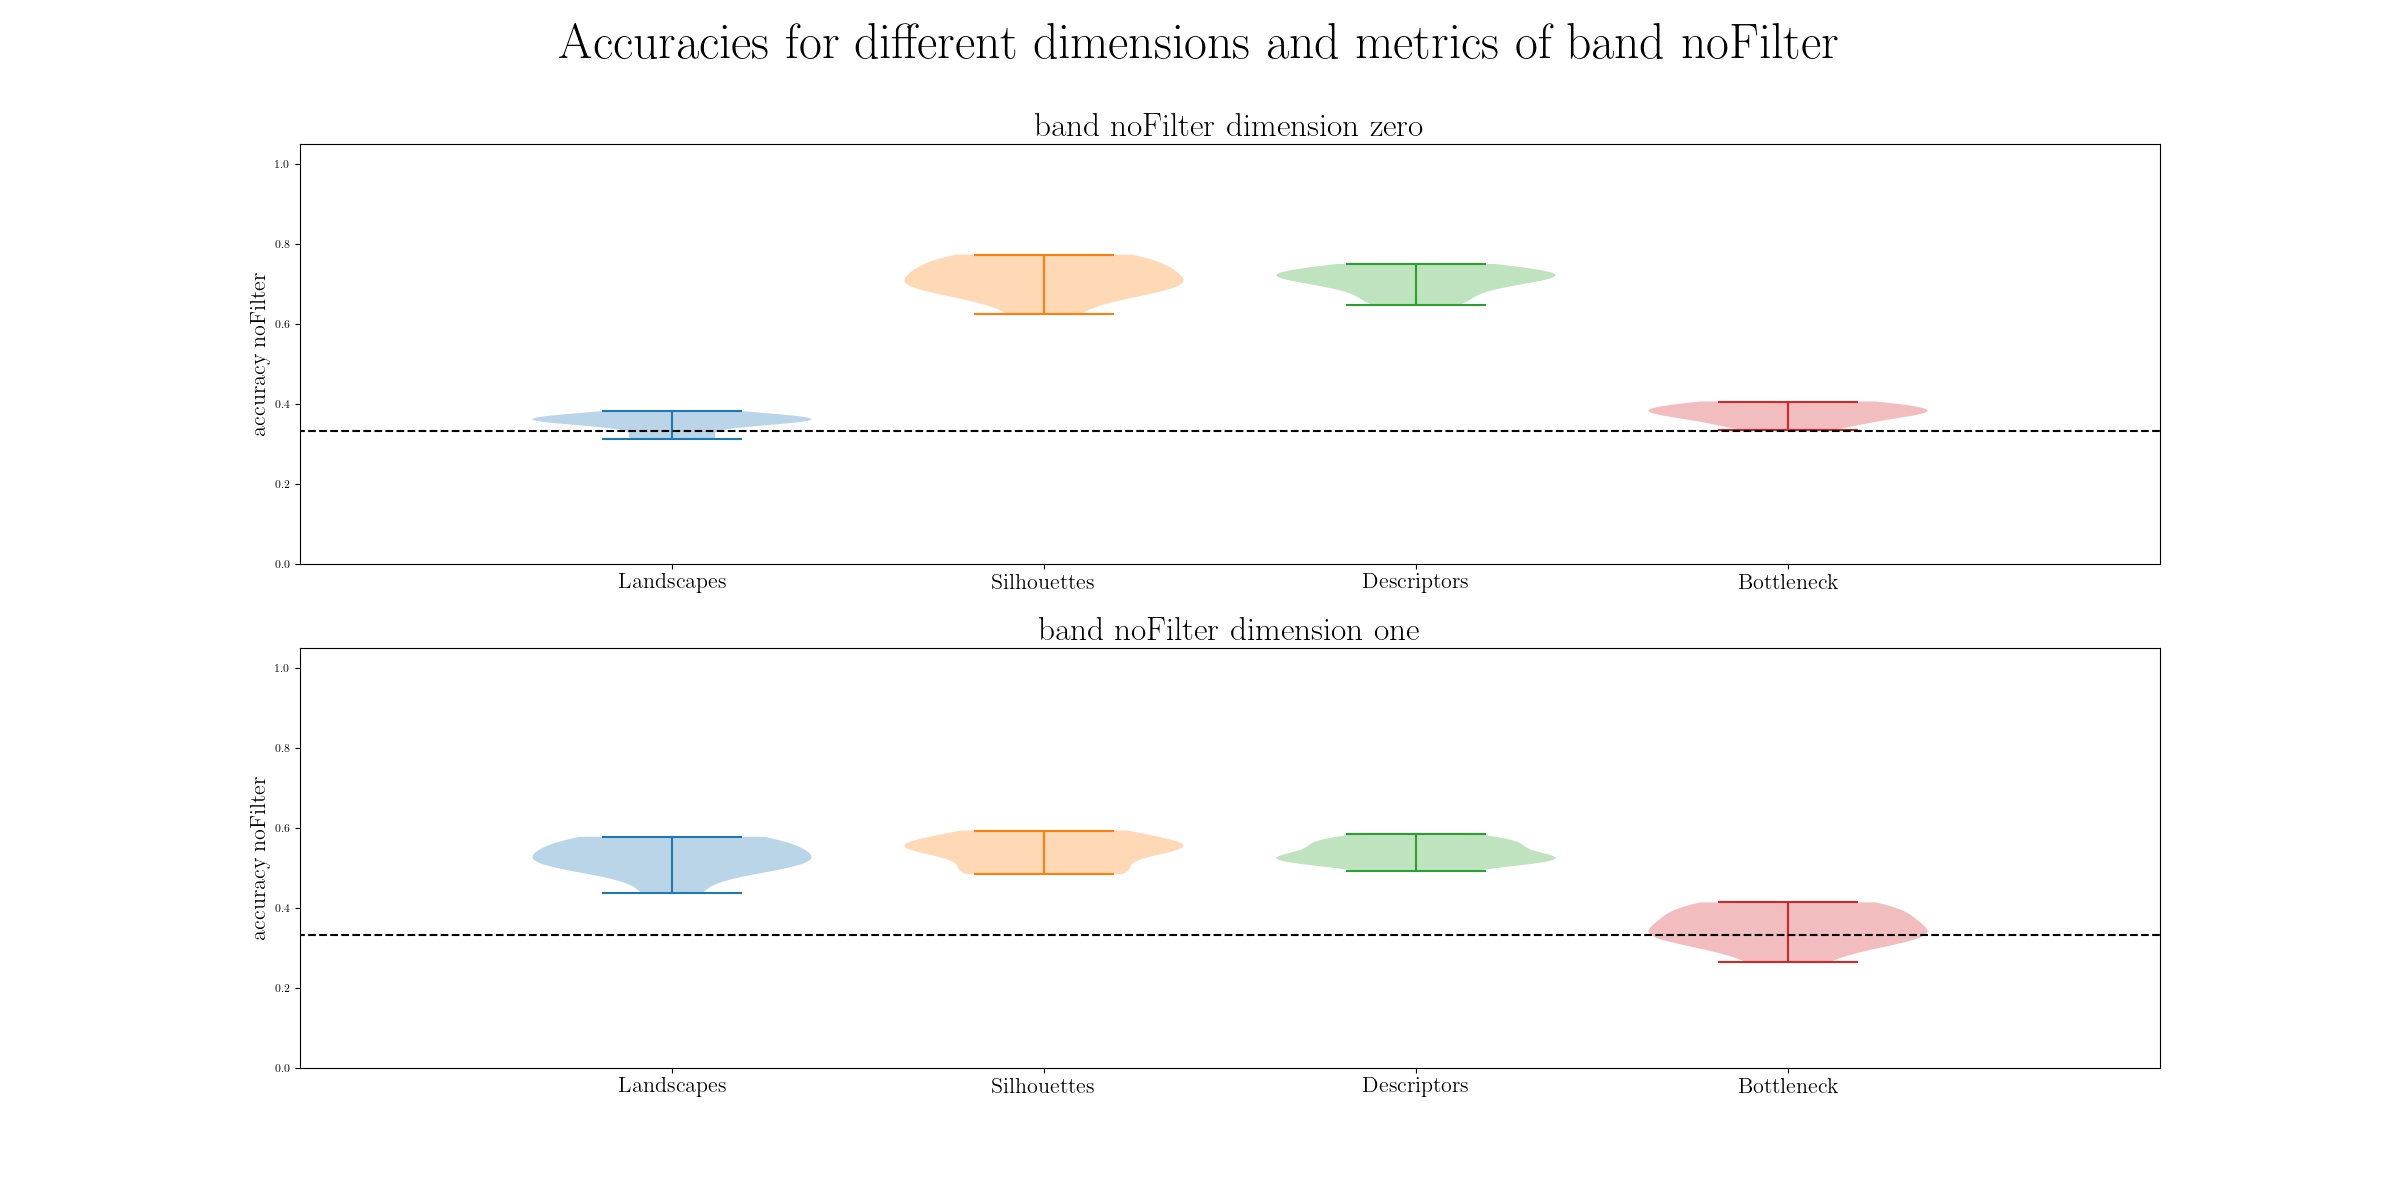 Accuracies for different dimensions and metrics of band noFilter
band noFilter dimension zero
accuracy noFilter
1.0
0.8
0.6
0.4
0.2
0.0
Landscapes
Silhouettes
Descriptors
Bottleneck
band noFilter dimension one
accuracy noFilter
1.0
0.8
0.6
0.4
0.2
0.0
Landscapes
Silhouettes
Descriptors
Bottleneck